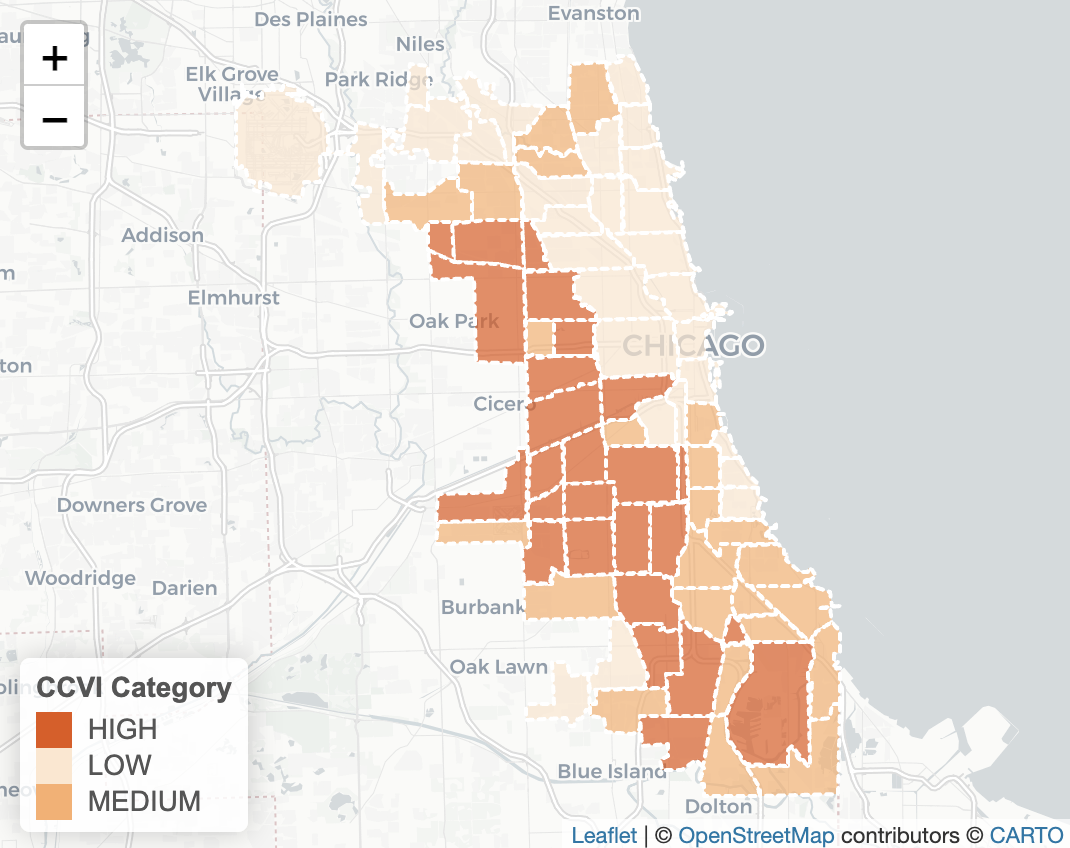 Evanston
Des Plaines
Niles
+
Elk Grove
Village
Park Ridge
−
Addison
m
Elmhurst
Oak Park
CHICAGO
ton
Cicero
Downers Grove
Woodridge
Darien
Burbank
Oak Lawn
CCVI Category
HIGH
LOW
MEDIUM
Blue Island
Dolton
Leaflet | © OpenStreetMap contributors © CARTO